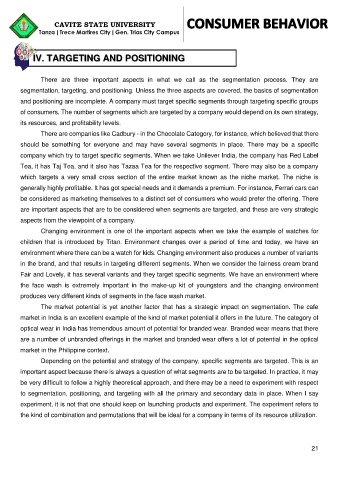 CAVITE STATE UNIVERSITY
Tanza | Trece Martires City | Gen. Trias City Campus
CONSUMER BEHAVIOR
IV. TARGETING AND POSITIONING
There are three important aspects in what we call as the segmentation process. They are
segmentation, targeting, and positioning. Unless the three aspects are covered, the basics of segmentation
and positioning are incomplete. A company must target specific segments through targeting specific groups
of consumers. The number of segments which are targeted by a company would depend on its own strategy,
its resources, and profitability levels.
There are companies like Cadbury - in the Chocolate Category, for instance, which believed that there
should be something for everyone and may have several segments in place. There may be a specific
company which try to target specific segments. When we take Unilever India, the company has Red Label
Tea, it has Taj Tea, and it also has Tazaa Tea for the respective segment. There may also be a company
which targets a very small cross section of the entire market known as the niche market. The niche is
generally highly profitable. It has got special needs and it demands a premium. For instance, Ferrari cars can
be considered as marketing themselves to a distinct set of consumers who would prefer the offering. There
are important aspects that are to be considered when segments are targeted, and these are very strategic
aspects from the viewpoint of a company.
Changing environment is one of the important aspects when we take the example of watches for
children that is introduced by Titan. Environment changes over a period of time and today, we have an
environment where there can be a watch for kids. Changing environment also produces a number of variants
in the brand, and that results in targeting different segments. When we consider the fairness cream brand
Fair and Lovely, it has several variants and they target specific segments. We have an environment where
the face wash is extremely important in the make-up kit of youngsters and the changing environment
produces very different kinds of segments in the face wash market.
The market potential is yet another factor that has a strategic impact on segmentation. The cafe
market in India is an excellent example of the kind of market potential it offers in the future. The category of
optical wear in India has tremendous amount of potential for branded wear. Branded wear means that there
are a number of unbranded offerings in the market and branded wear offers a lot of potential in the optical
market in the Philippine context.
Depending on the potential and strategy of the company, specific segments are targeted. This is an
important aspect because there is always a question of what segments are to be targeted. In practice, it may
be very difficult to follow a highly theoretical approach, and there may be a need to experiment with respect
to segmentation, positioning, and targeting with all the primary and secondary data in place. When I say
experiment, it is not that one should keep on launching products and experiment. The experiment refers to
the kind of combination and permutations that will be ideal for a company in terms of its resource utilization.
21